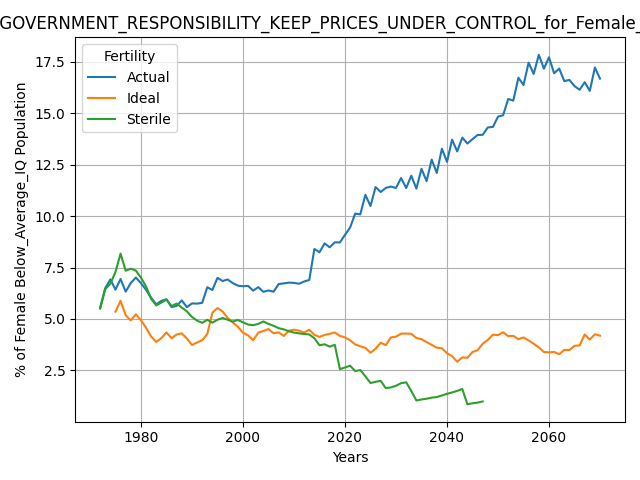 GOVERNMENT_RESPONSIBILITY_KEEP_PRICES_UNDER_CONTROL_for_Female_
Fertility
Actual
Ideal
Sterile
% of Female Below_Average_IQ Population
17.5
15.0
12.5
10.0
7.5
5.0
2.5
1980
2000
2020
2040
2060
Years